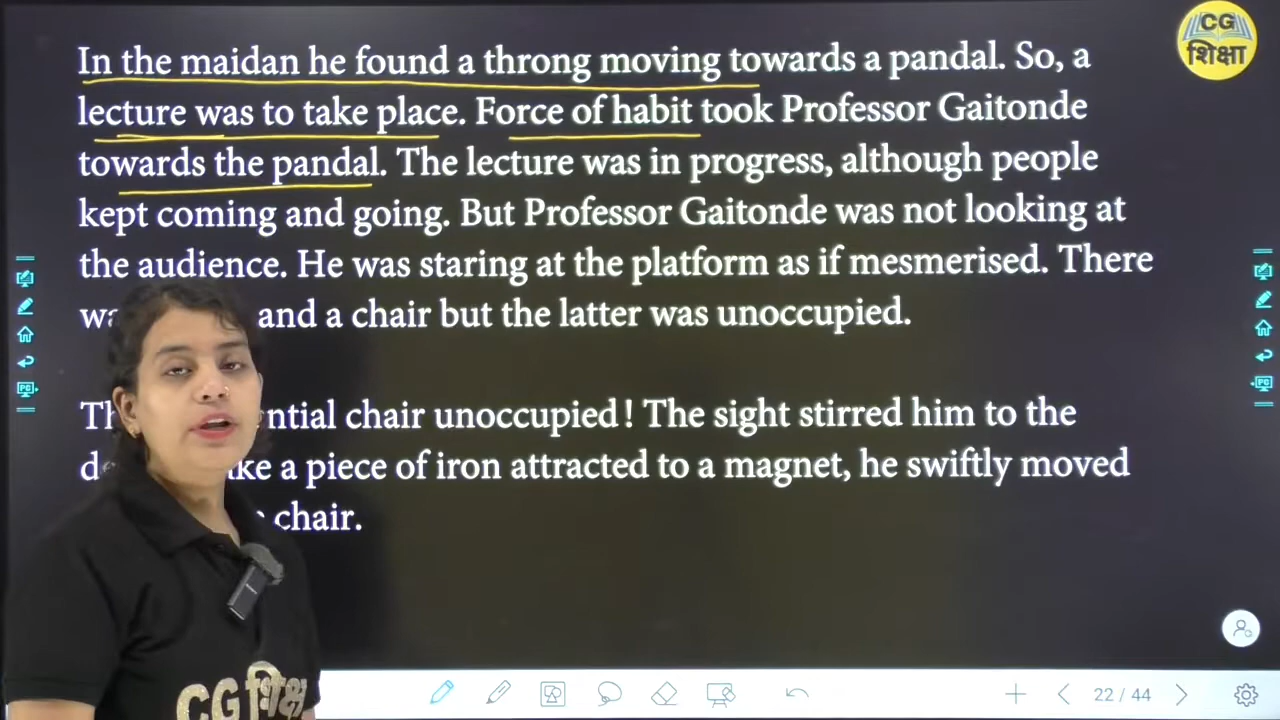 In the maidan he found a throng moving towards a pandal. So, a
lecture was to take place. Force of habit took Professor Gaitonde
towards the pandal. The lecture was in progress, although people
kept coming and going. But Professor Gaitonde was not looking at
the audience. He was staring at the platform as if mesmerised. There
and a chair but the latter was unoccupied.
chair unoccupied! The sight stirred him to the
a piece of iron attracted to a magnet, he swiftly moved
chair.
CG
शिक्षा
CG शिक्षा
22 / 44